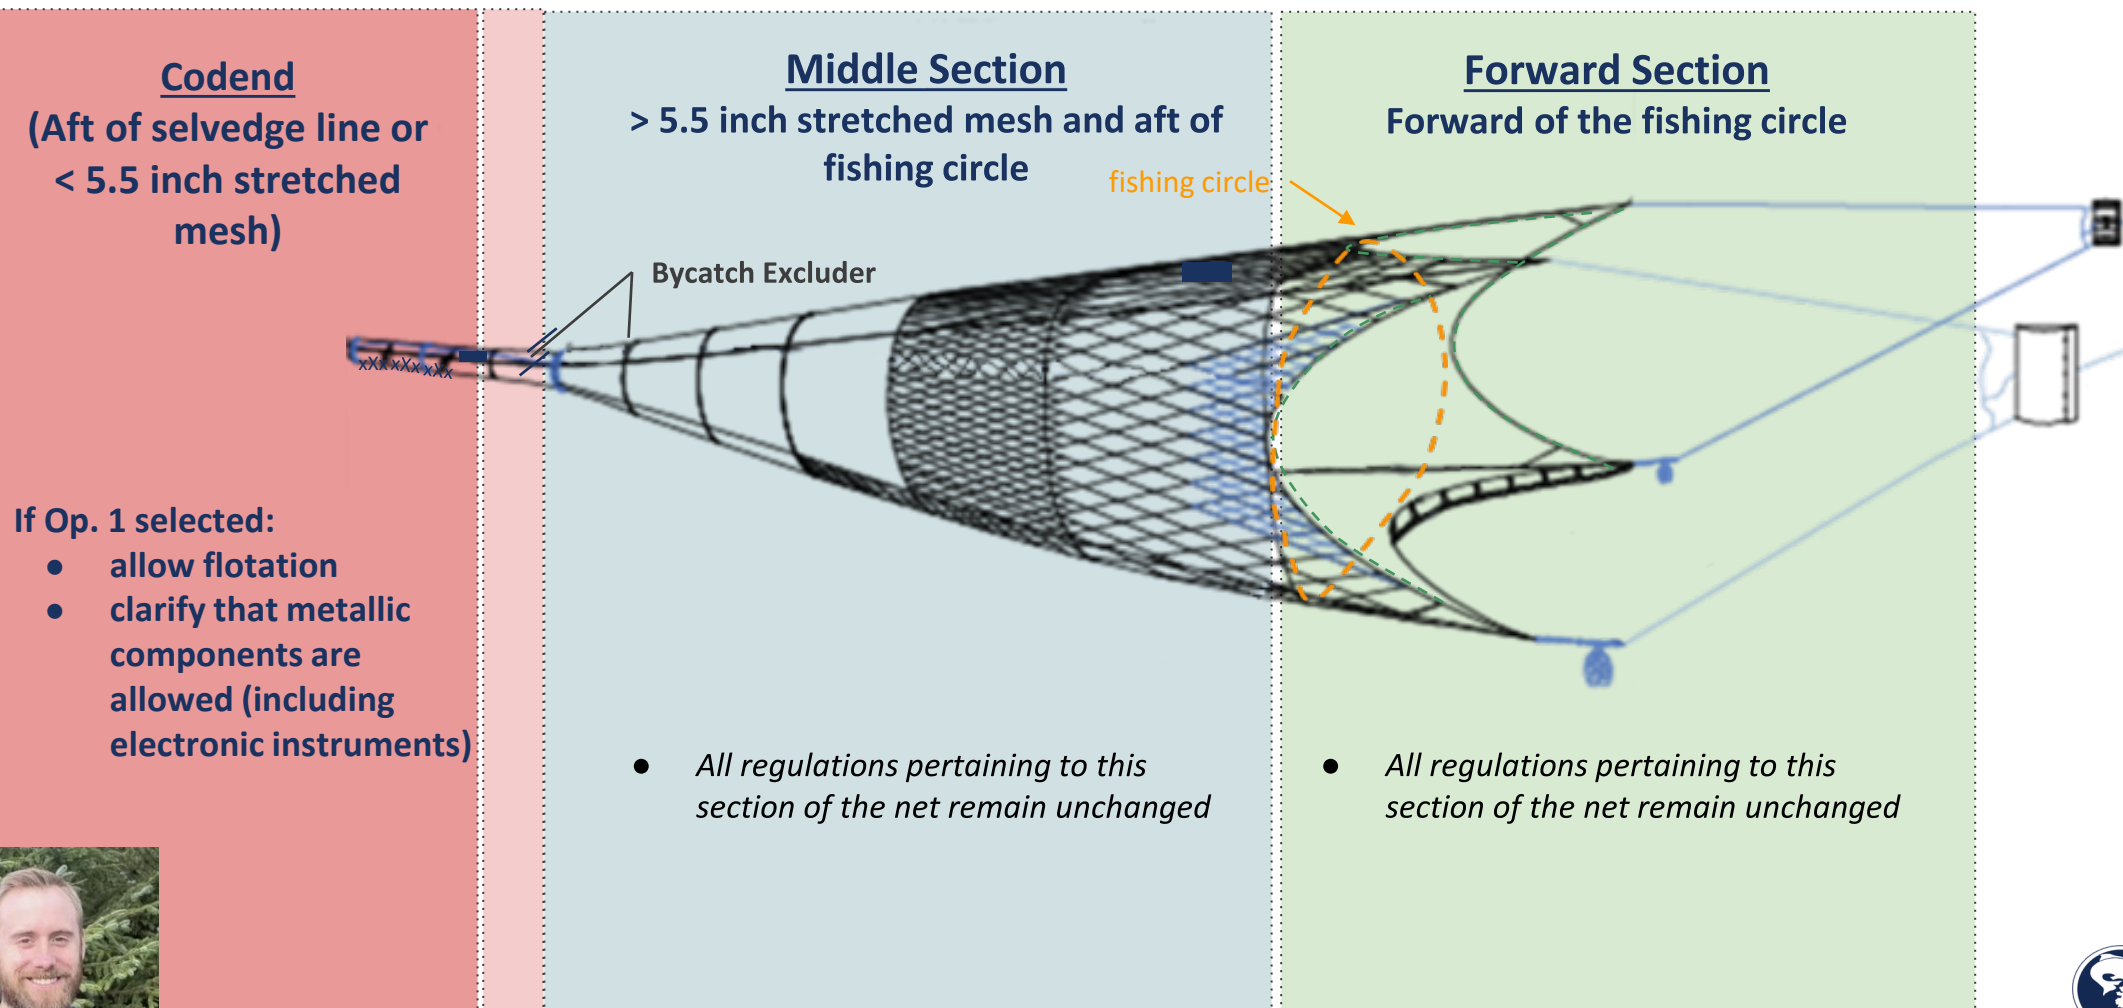 Codend
(Aft of selvedge line or
< 5.5 inch stretched
mesh)
Middle Section
> 5.5 inch stretched mesh and aft of
fishing circle
fishing circle
Forward Section
Forward of the fishing circle
Bycatch Excluder
xXx xXx xXx
If Op. 1 selected:
● allow flotation
● clarify that metallic
components are
allowed (including
electronic instruments)
● All regulations pertaining to this
section of the net remain unchanged
● All regulations pertaining to this
section of the net remain unchanged